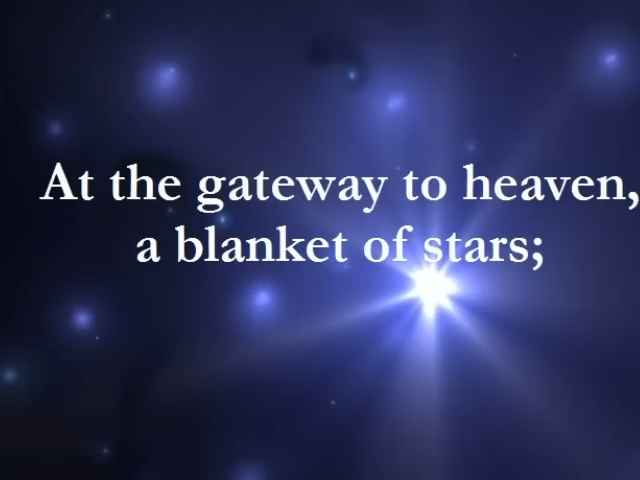 At the gateway to heaven,
a blanket of stars;